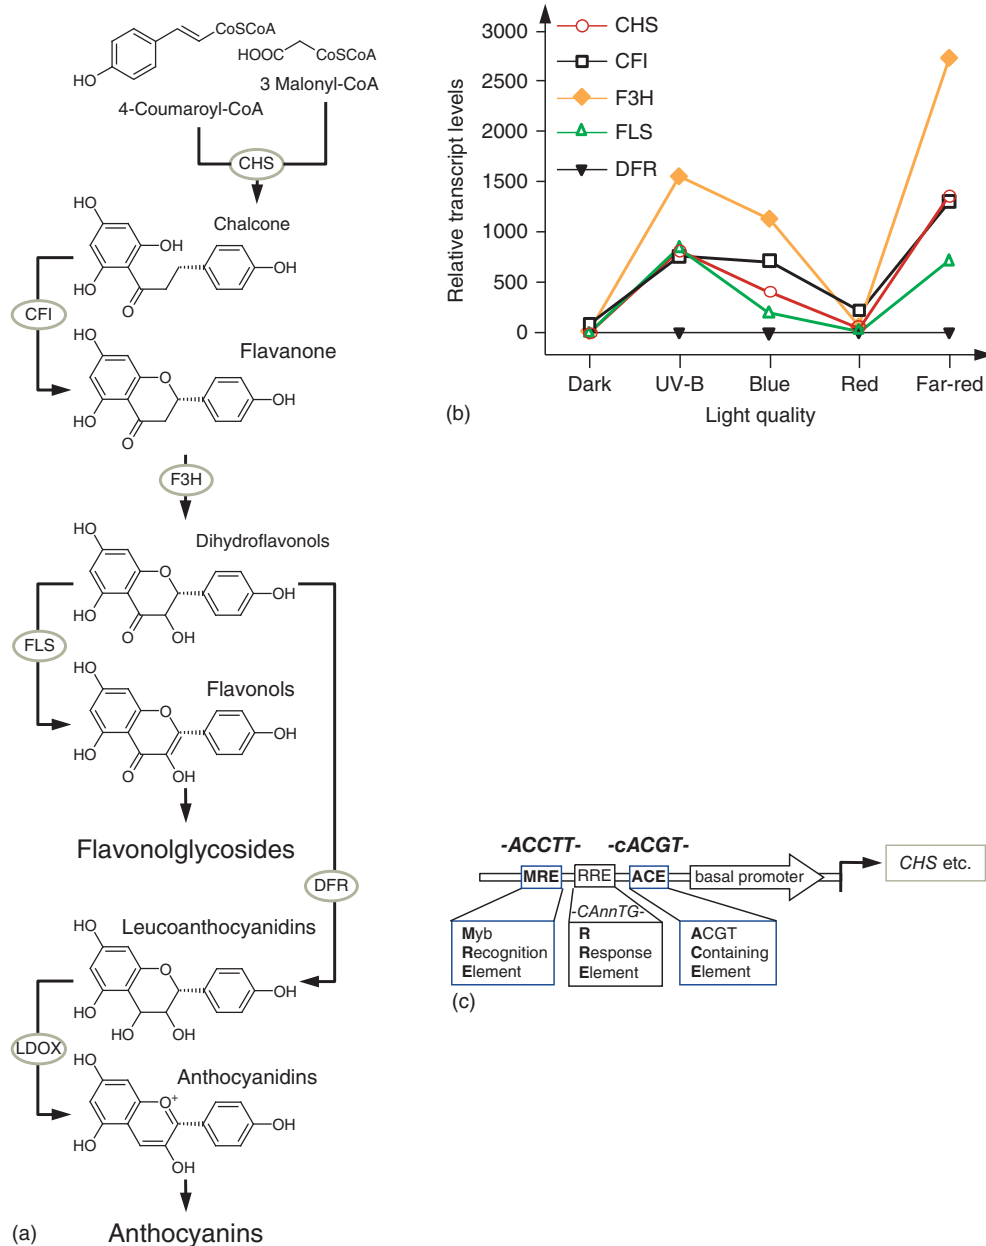 CoSCoA
HOOC CoSCoA
HO
3 Malonyl-CoA
4-Coumaroyl-CoA
CHS
HO
Chalcone
OH
OH
HO
O
CFI
Flavanone
HO
O
OH
HO
O
F3H
HO
Dihydroflavonols
O
OH
HO
O
OH
FLS
HO
Flavonols
O
OH
HO
O
OH
Flavonolglycosides
DFR
Leucoanthocyanidins
HO
O
OH
OH
HO
OH
LDOX
HO
Anthocyanidins
O+
OH
HO
OH
Anthocyanins
(a)
CHS
CFI
F3H
FLS
DFR
3000
2500
2000
1500
1000
500
0
Relative transcript levels
Dark UV-B Blue Red Far-red
Light quality
(b)
-ACCTT- -cACGT-
MRE RRE ACE basal promoter CHS etc.
-CAnnTG-
Myb
Recognition
Element
R
Response
Element
ACGT
Containing
Element
(c)